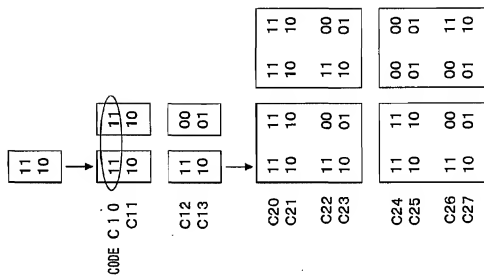 11
10
CODE C10 11 11
C11 10 10
C12 11 00
C13 10 01
C20 11 11 11 11
C21 10 10 10 10
C22 11 00 11 00
C23 10 01 10 01
C24 11 11 00 00
C25 10 10 01 01
C26 11 00 00 11
C27 10 01 01 10